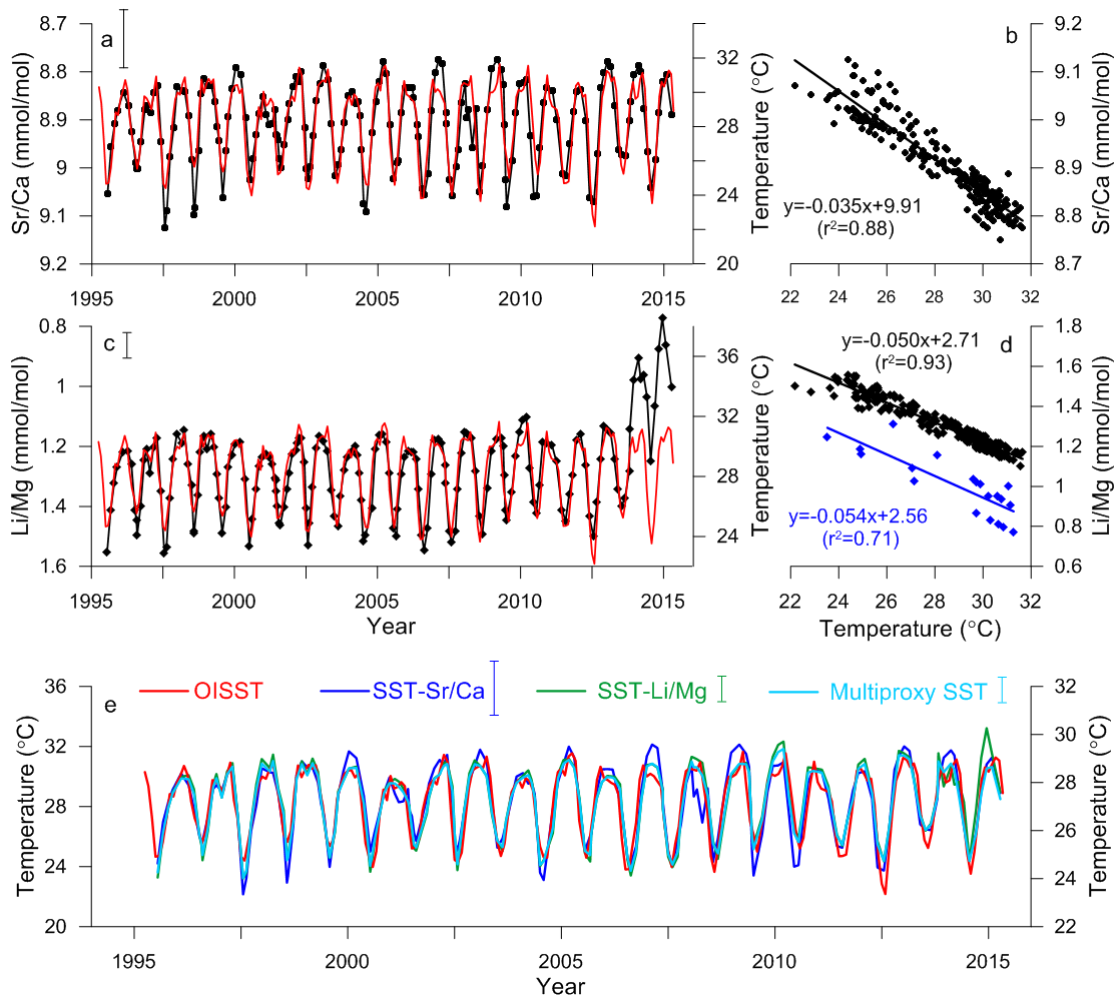 a
Sr/Ca (mmol/mol)
8.7
8.8
8.9
9
9.1
9.2
1995
2000
2005
2010
2015
32
28
24
20
Temperature (°C)
b
y=-0.035x+9.91
(r²=0.88)
9.2
9.1
9
8.9
8.8
8.7
Sr/Ca (mmol/mol)
22
24
26
28
30
32
c
Li/Mg (mmol/mol)
0.8
1
1.2
1.4
1.6
1995
2000
2005
2010
2015
Year
36
32
28
24
Temperature (°C)
d
y=-0.050x+2.71
(r²=0.93)
y=-0.054x+2.56
(r²=0.71)
1.8
1.6
1.4
1.2
1
0.8
0.6
Li/Mg (mmol/mol)
22
24
26
28
30
32
Temperature (°C)
e
OISST
SST-Sr/Ca
SST-Li/Mg
Multiproxy SST
Temperature (°C)
36
32
28
24
20
1995
2000
2005
2010
2015
Year
32
30
28
26
24
22
Temperature (°C)